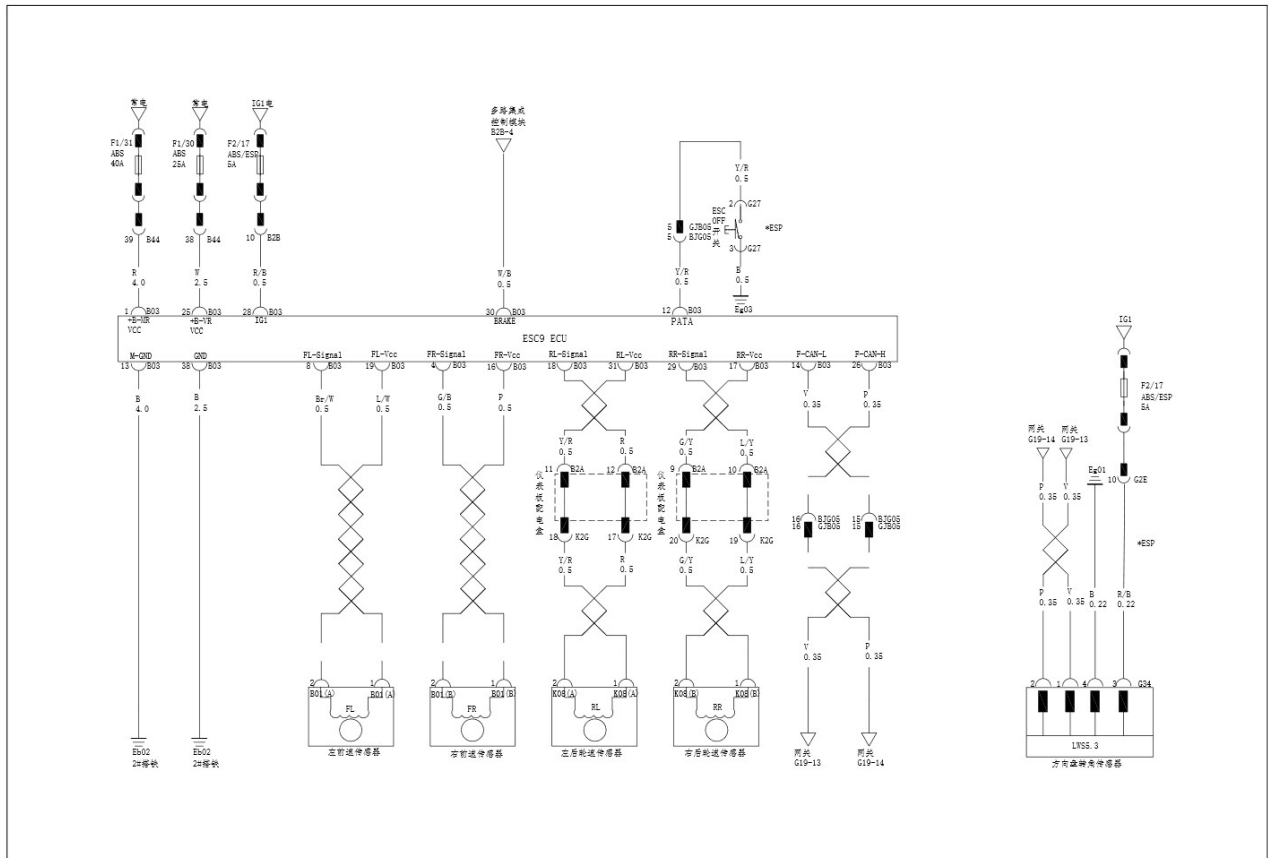 常电
F1/31
ABS
40A
39 B44
R
4.0
1 B03
+B-MR
VCC
常电
F1/30
ABS
25A
38 B44
W
2.5
25 B03
+B-VR
VCC
IG1电
F2/17
ABS/ESP
5A
10 B2B
R/B
0.5
28 B03
IG1
多路集成
控制模块
B2B-4
W/B
0.5
30 B03
BRAKE
5 GJB05
5 BJG05
Y/R
0.5
12 B03
PATA
Y/R
0.5
2 G27
ESC
OFF
开
关
*ESP
3 G27
B
0.5
Eg03
ESC9 ECU
M-GND
13 B03
B
4.0
Eb02
2#搭铁
GND
38 B03
B
2.5
Eb02
2#搭铁
FL-Signal
8 B03
Br/W
0.5
FL-Vcc
19 B03
L/W
0.5
2 B01(A)
1 B01(A)
FL
左前速传感器
FR-Signal
4 B03
G/B
0.5
FR-Vcc
16 B03
P
0.5
2 B01(B)
1 B01(B)
FR
右前速传感器
RL-Signal
18 B03
RL-Vcc
31 B03
Y/R
0.5
R
0.5
11 B2A
12 B2A
仪表板配电盒
18 K2G
17 K2G
Y/R
0.5
R
0.5
2 K08(A)
1 K08(A)
RL
左后轮速传感器
RR-Signal
29 B03
RR-Vcc
17 B03
G/Y
0.5
L/Y
0.5
9 B2A
10 B2A
仪表板配电盒
20 K2G
19 K2G
G/Y
0.5
L/Y
0.5
2 K08(B)
1 K08(B)
RR
右后轮速传感器
F-CAN-L
14 B03
V
0.35
F-CAN-H
26 B03
P
0.35
16 BJG05
16 GJB05
15 BJG05
15 GJB05
V
0.35
P
0.35
网关
G19-13
网关
G19-14
网关
G19-14
网关
G19-13
P
0.35
V
0.35
P
0.35
V
0.35
Eg01
B
0.22
IG1
F2/17
ABS/ESP
5A
10 G2E
*ESP
R/B
0.22
2 1 4 3 G34
LWS5.3
方向盘转角传感器